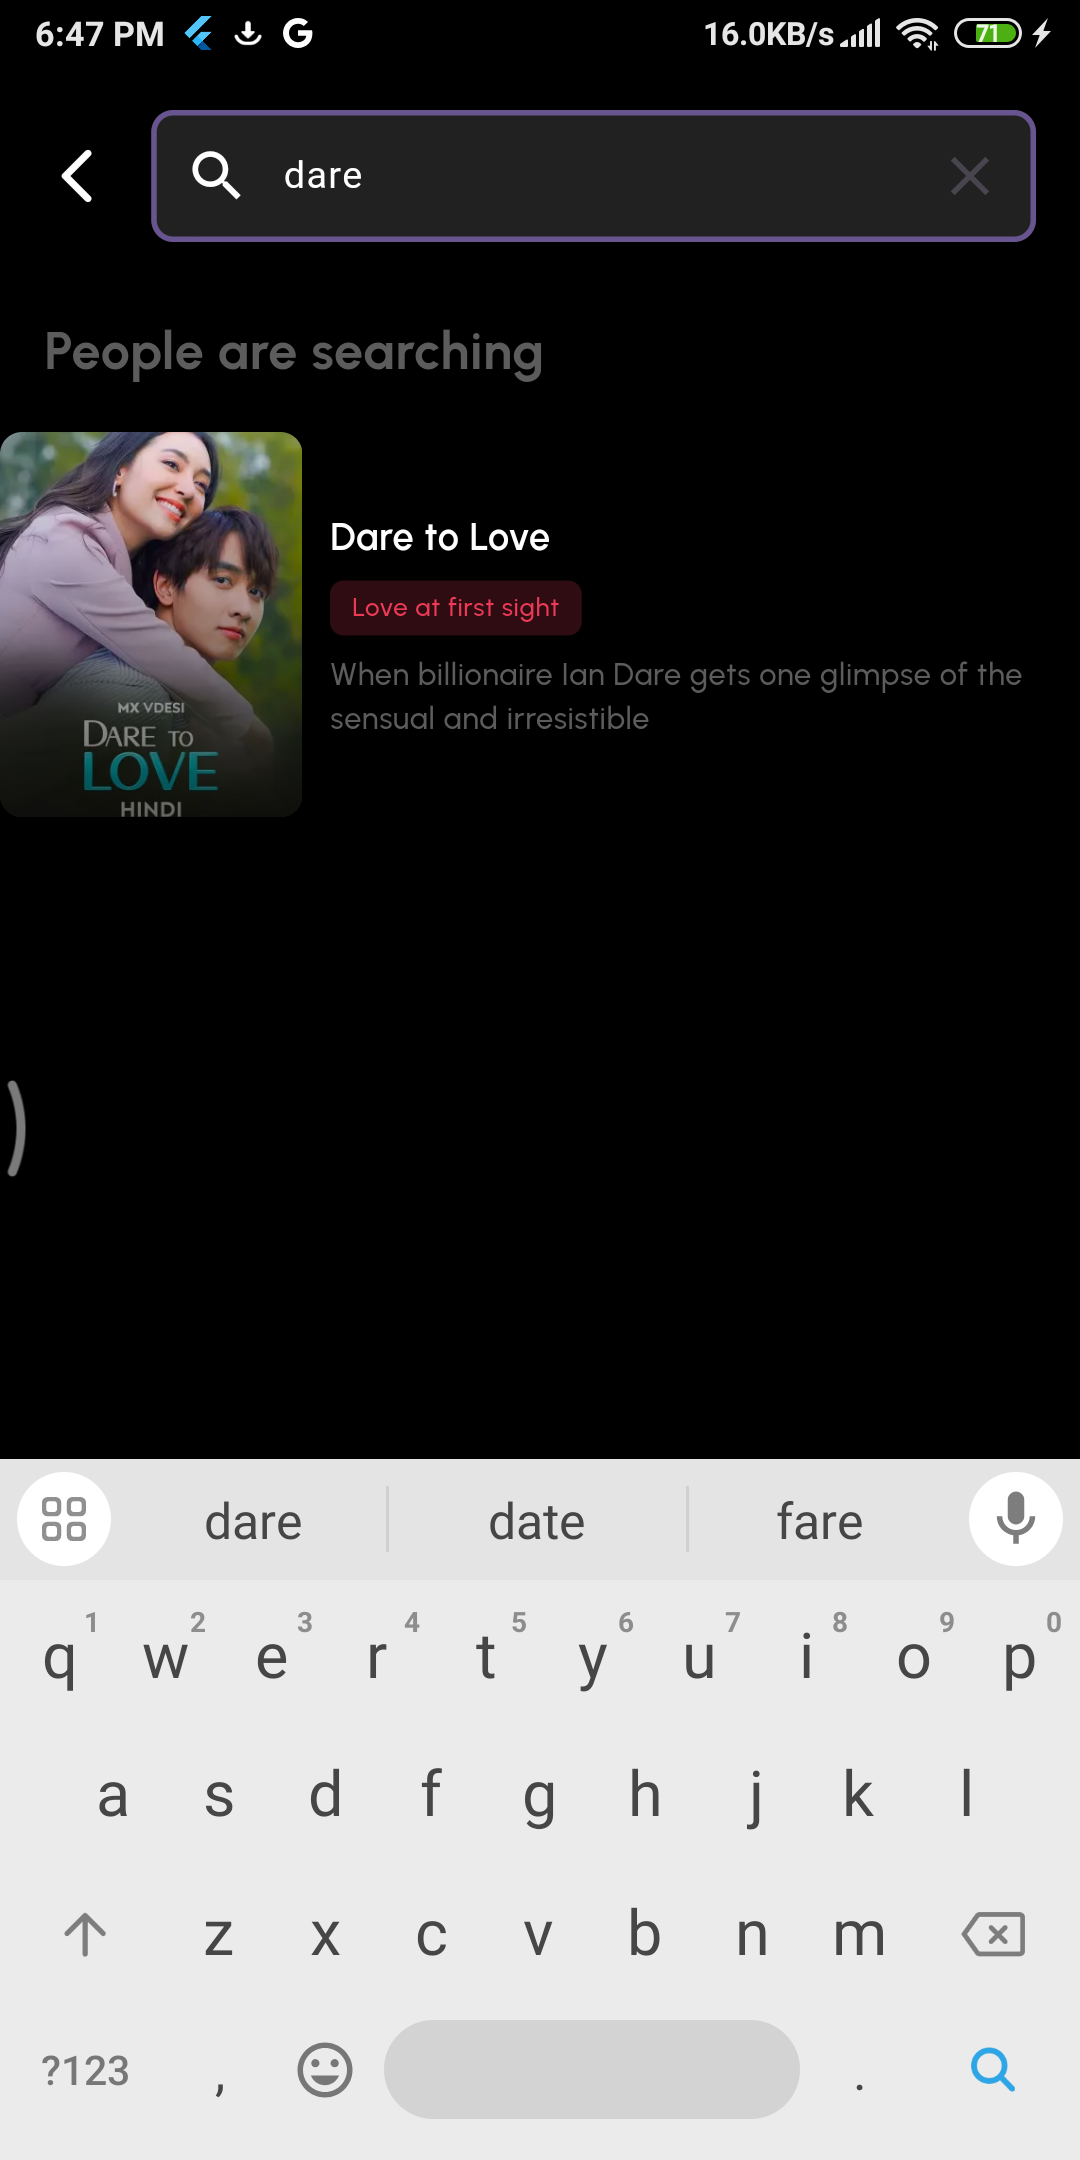 6:47 PM
16.0KB/s
71
dare
People are searching
MX VDESI
DARE TO
LOVE
HINDI
Dare to Love
Love at first sight
When billionaire Ian Dare gets one glimpse of the
sensual and irresistible
dare date fare
1 2 3 4 5 6 7 8 9 0
q w e r t y u i o p
a s d f g h j k l
z x c v b n m
?123 , .